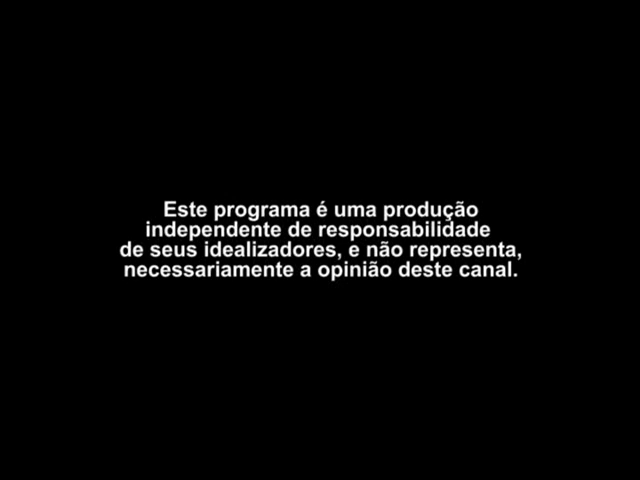 Este programa é uma produção
independente de responsabilidade
de seus idealizadores, e não representa,
necessariamente a opinião deste canal.